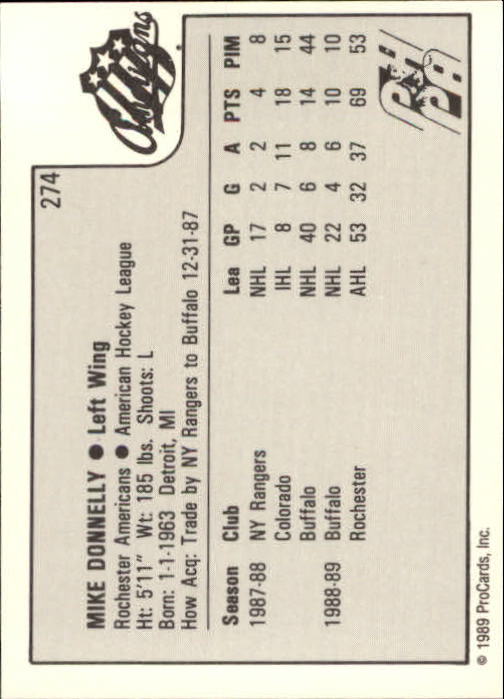 274
Amerks
MIKE DONNELLY ● Left Wing
Rochester Americans ● American Hockey League
Ht: 5'11" Wt: 185 lbs. Shoots: L
Born: 1-1-1963 Detroit, MI
How Acq: Trade by NY Rangers to Buffalo 12-31-87
Season Club Lea GP G A PTS PIM
1987-88 NY Rangers NHL 17 2 2 4 8
Colorado IHL 8 7 11 18 15
Buffalo NHL 40 6 8 14 44
1988-89 Buffalo NHL 22 4 6 10 10
Rochester AHL 53 32 37 69 53
© 1989 ProCards, Inc.